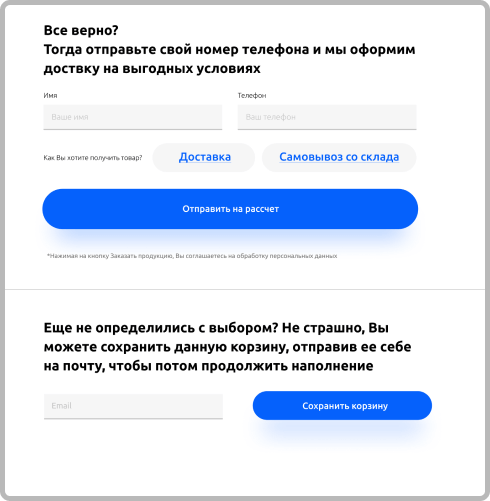 Все верно?
Тогда отправьте свой номер телефона и мы оформим
доствку на выгодных условиях
Имя
Телефон
Ваше имя
Ваш телефон
Как Вы хотите получить товар?
Доставка
Самовывоз со склада
Отправить на рассчет
*Нажимая на кнопку Заказать продукцию, Вы соглашаетесь на обработку персональных данных
Еще не определились с выбором? Не страшно, Вы
можете сохранить данную корзину, отправив ее себе
на почту, чтобы потом продолжить наполнение
Email
Сохранить корзину